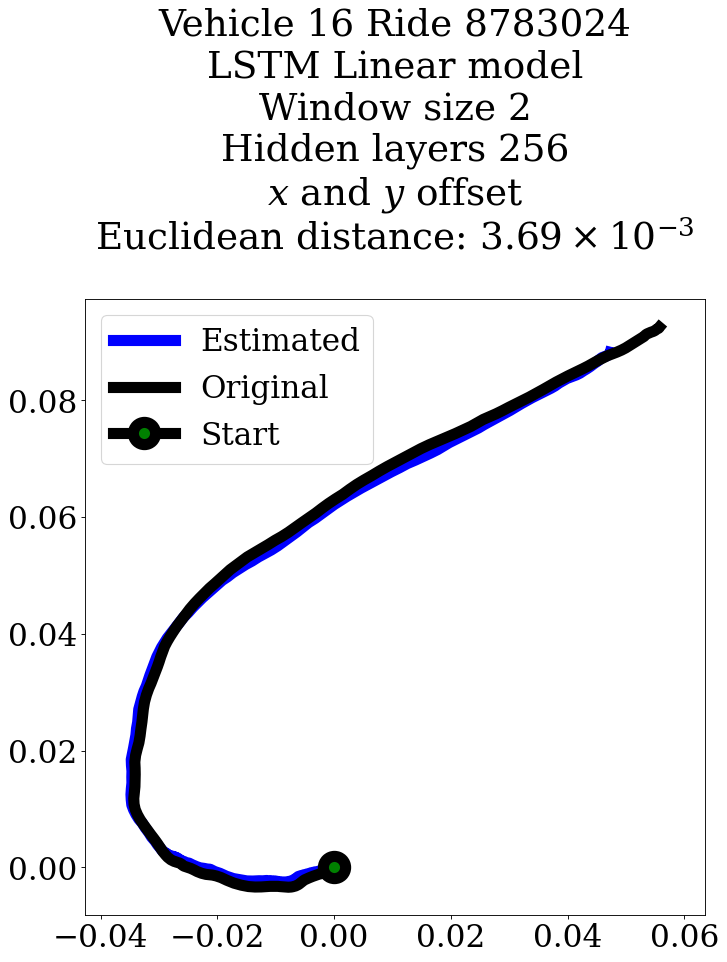 Vehicle 16 Ride 8783024
LSTM Linear model
Window size 2
Hidden layers 256
x and y offset
Euclidean distance: 3.69 × 10⁻³
Estimated
Original
Start
0.08
0.06
0.04
0.02
0.00
−0.04 −0.02 0.00 0.02 0.04 0.06